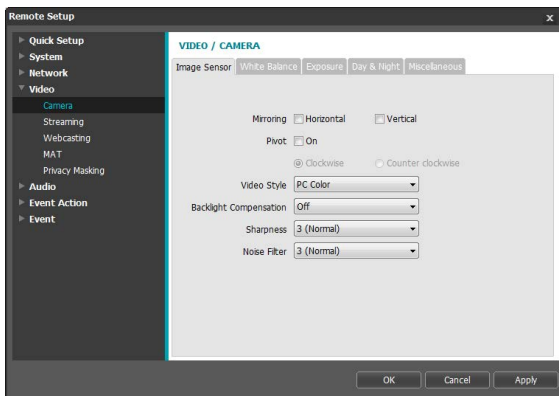 Remote Setup
x
Quick Setup
System
Network
Video
Camera
Streaming
Webcasting
MAT
Privacy Masking
Audio
Event Action
Event
VIDEO / CAMERA
Image Sensor White Balance Exposure Day & Night Miscellaneous
Mirroring Horizontal Vertical
Pivot On
Clockwise Counter clockwise
Video Style PC Color
Backlight Compensation Off
Sharpness 3 (Normal)
Noise Filter 3 (Normal)
OK Cancel Apply